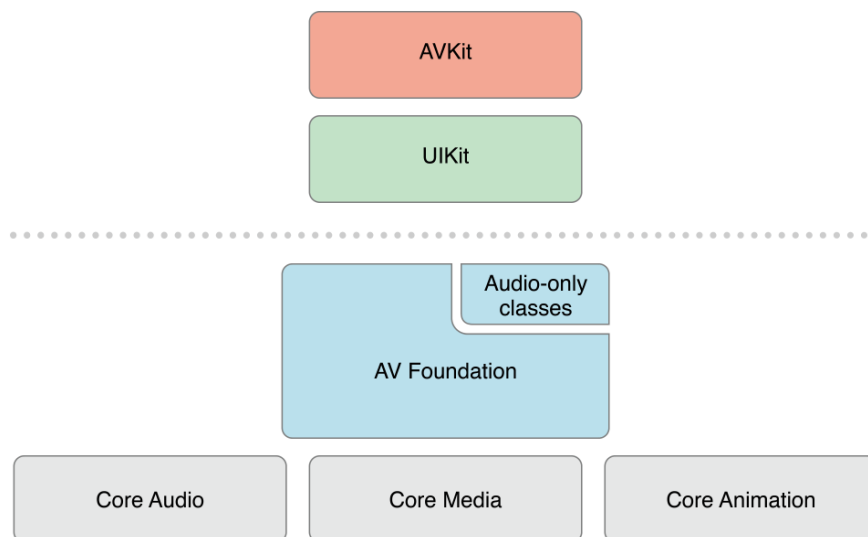 AVKit
UIKit
Audio-only
classes
AV Foundation
Core Audio
Core Media
Core Animation